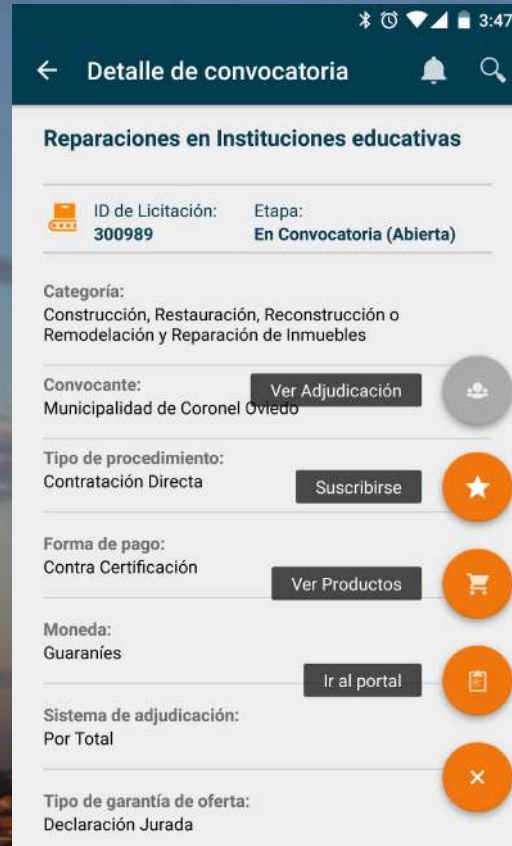 3:47
Detalle de convocatoria
Reparaciones en Instituciones educativas
ID de Licitación:
300989
Etapa:
En Convocatoria (Abierta)
Categoría:
Construcción, Restauración, Reconstrucción o
Remodelación y Reparación de Inmuebles
Convocante:
Municipalidad de Coronel Oviedo
Ver Adjudicación
Tipo de procedimiento:
Contratación Directa
Suscribirse
Forma de pago:
Contra Certificación
Ver Productos
Moneda:
Guaraníes
Ir al portal
Sistema de adjudicación:
Por Total
Tipo de garantía de oferta:
Declaración Jurada